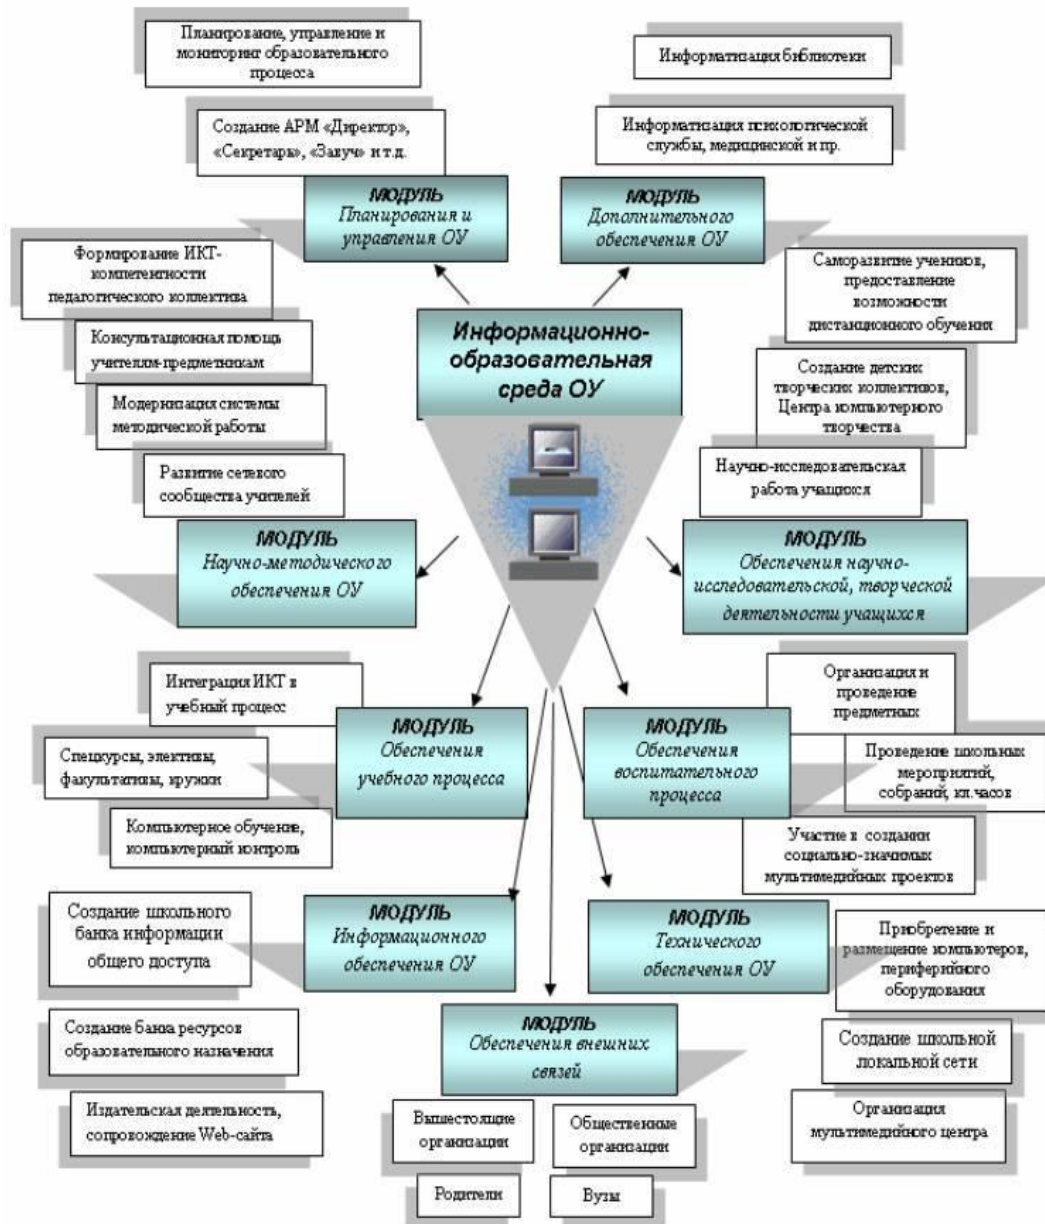 Планирование, управление и
мониторинг образовательного
процесса
Информатизация библиотеки
Создание АРМ «Директор»,
«Секретарь», «Завуч» и т.д.
Информатизация психологической
службы, медицинской и пр.
МОДУЛЬ
Планирования и
управления ОУ
МОДУЛЬ
Дополнительного
обеспечения ОУ
Формирование ИКТ-
компетентности
педагогического коллектива
Консультационная помощь
учителям-предметникам
Модернизация системы
методической работы
Развитие сетевого
сообщества учителей
МОДУЛЬ
Научно-методического
обеспечения ОУ
Информационно-
образовательная
среда ОУ
Саморазвитие учеников,
предоставление
возможности
дистанционного обучения
Создание детских
творческих коллективов,
Центра компьютерного
творчества
Научно-исследовательская
работа учащихся
МОДУЛЬ
Обеспечения научно-
исследовательской, творческой
деятельности учащихся
Интеграция ИКТ в
учебный процесс
Спецкурсы, элективы,
факультативы, кружки
Компьютерное обучение,
компьютерный контроль
МОДУЛЬ
Обеспечения
учебного процесса
МОДУЛЬ
Обеспечения
воспитательного
процесса
Организация и
проведение
предметных
Проведение школьных
мероприятий,
собраний, кл.часов
Участие в создании
социально-значимых
мультимедийных проектов
Создание школьного
банка информации
общего доступа
Создание банка ресурсов
образовательного назначения
Издательская деятельность,
сопровождение Web-сайта
МОДУЛЬ
Информационного
обеспечения ОУ
МОДУЛЬ
Технического
обеспечения ОУ
Приобретение и
размещение компьютеров,
периферийного
оборудования
Создание школьной
локальной сети
Организация
мультимедийного центра
МОДУЛЬ
Обеспечения внешних
связей
Вышестоящие
организации
Общественные
организации
Родители
Вузы